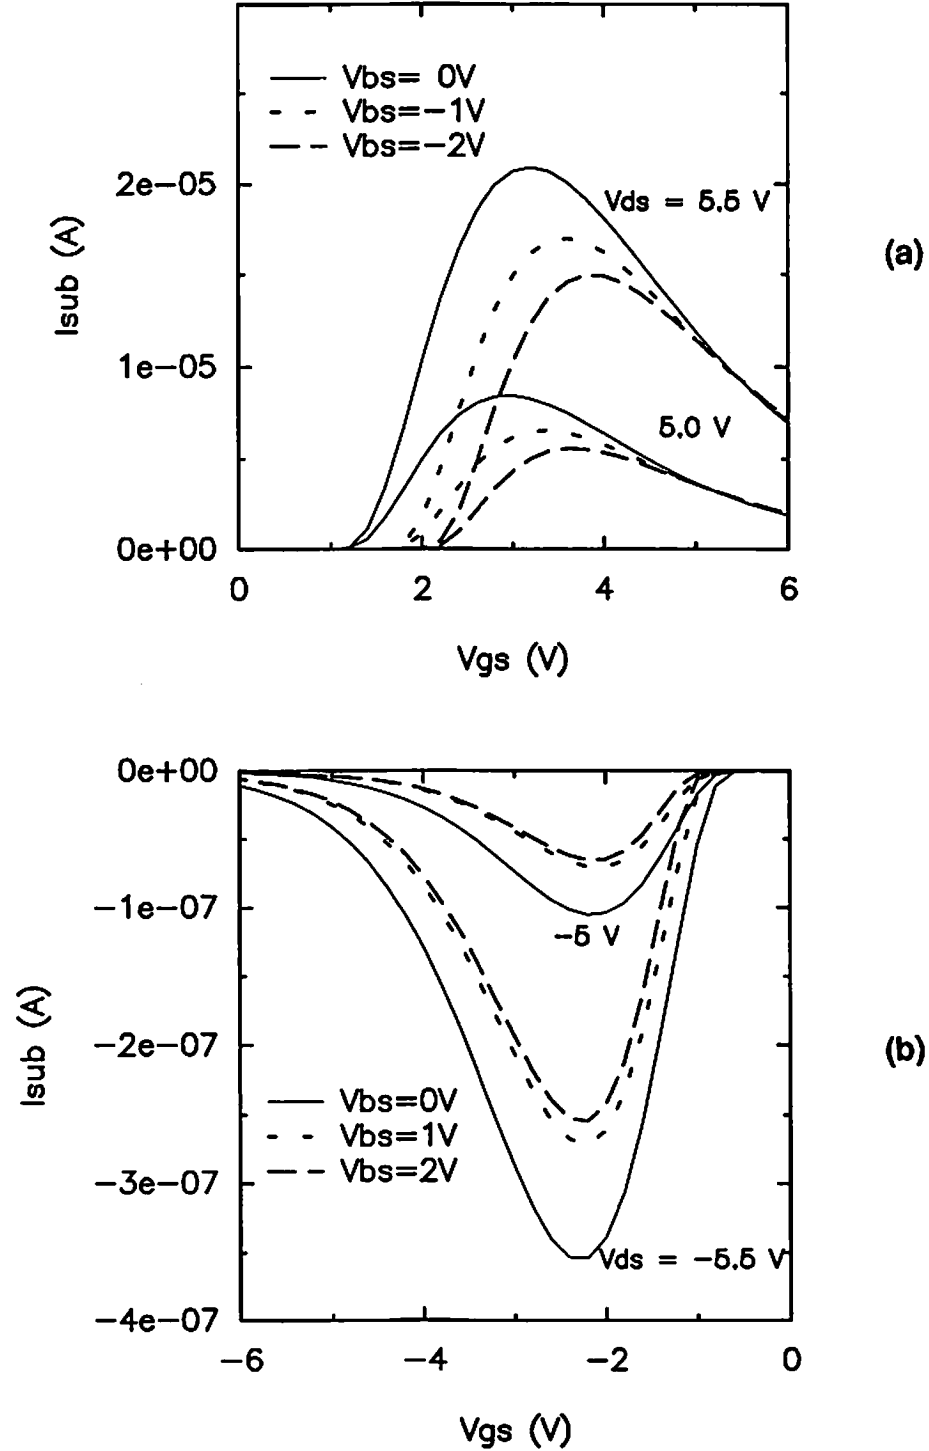 Vbs= 0V
Vbs=-1V
Vbs=-2V
2e-05
Vds = 5.5 V
(a)
Isub (A)
1e-05
5.0 V
0e+00
0 2 4 6
Vgs (V)
0e+00
-1e-07
-5 V
Isub (A)
-2e-07
(b)
Vbs=0V
Vbs=1V
Vbs=2V
-3e-07
Vds = -5.5 V
-4e-07
-6 -4 -2 0
Vgs (V)